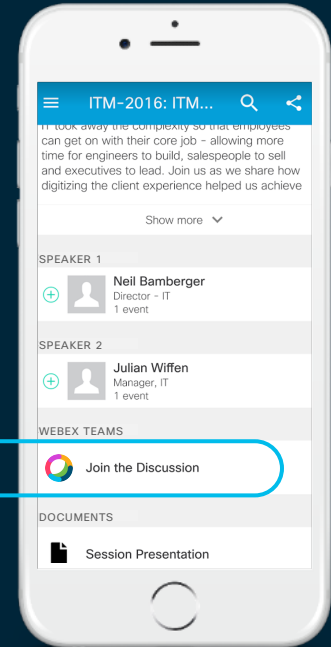 ITM-2016: ITM...
IT took away the complexity so that employees
can get on with their core job - allowing more
time for engineers to build, salespeople to sell
and executives to lead. Join us as we share how
digitizing the client experience helped us achieve
Show more
SPEAKER 1
Neil Bamberger
Director - IT
1 event
SPEAKER 2
Julian Wiffen
Manager, IT
1 event
WEBEX TEAMS
Join the Discussion
DOCUMENTS
Session Presentation